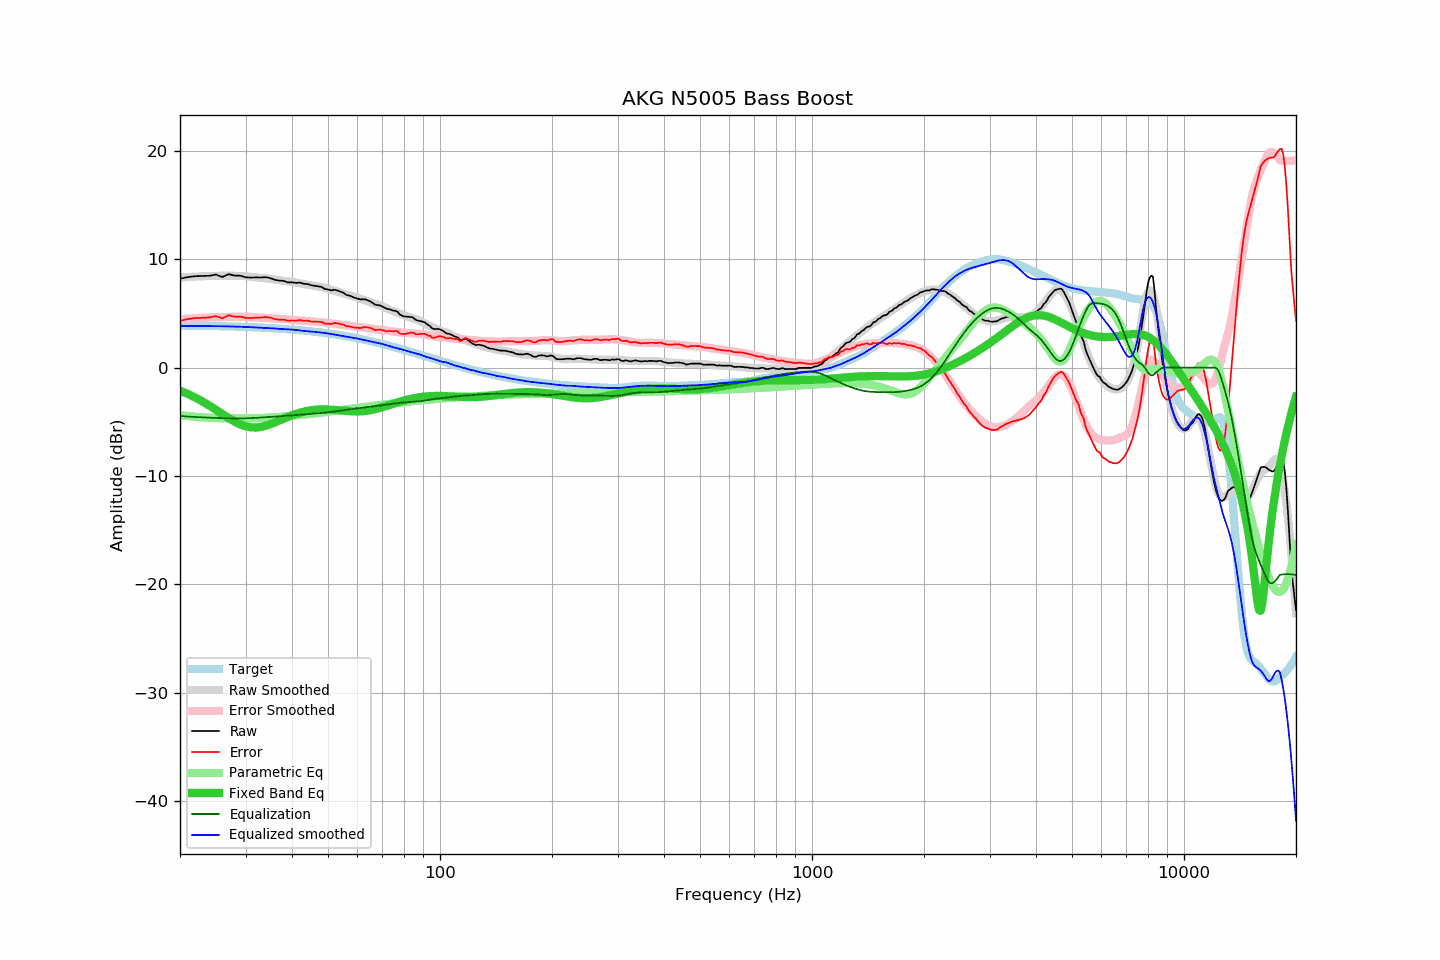 AKG N5005 Bass Boost
20
10
0
−10
−20
−30
−40
Amplitude (dBr)
Target
Raw Smoothed
Error Smoothed
Raw
Error
Parametric Eq
Fixed Band Eq
Equalization
Equalized smoothed
100 1000 10000
Frequency (Hz)